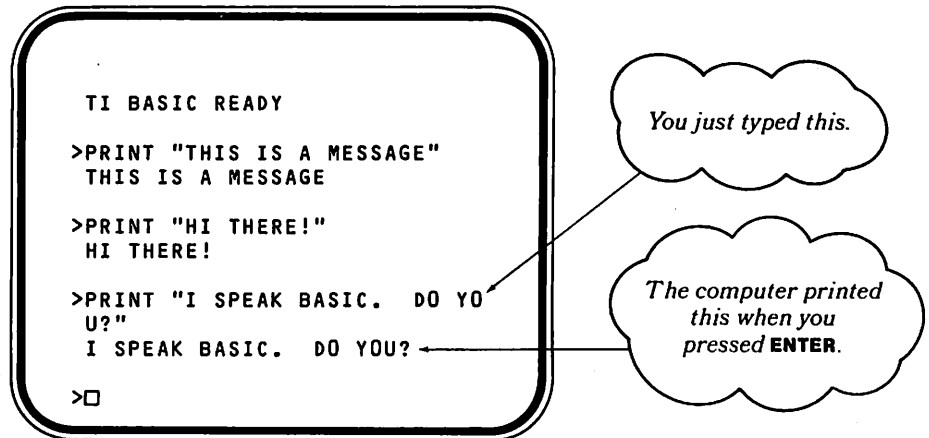 TI BASIC READY
>PRINT "THIS IS A MESSAGE"
THIS IS A MESSAGE
>PRINT "HI THERE!"
HI THERE!
>PRINT "I SPEAK BASIC.  DO YO
U?"
I SPEAK BASIC.  DO YOU?
>□
You just typed this.
The computer printed
this when you
pressed ENTER.